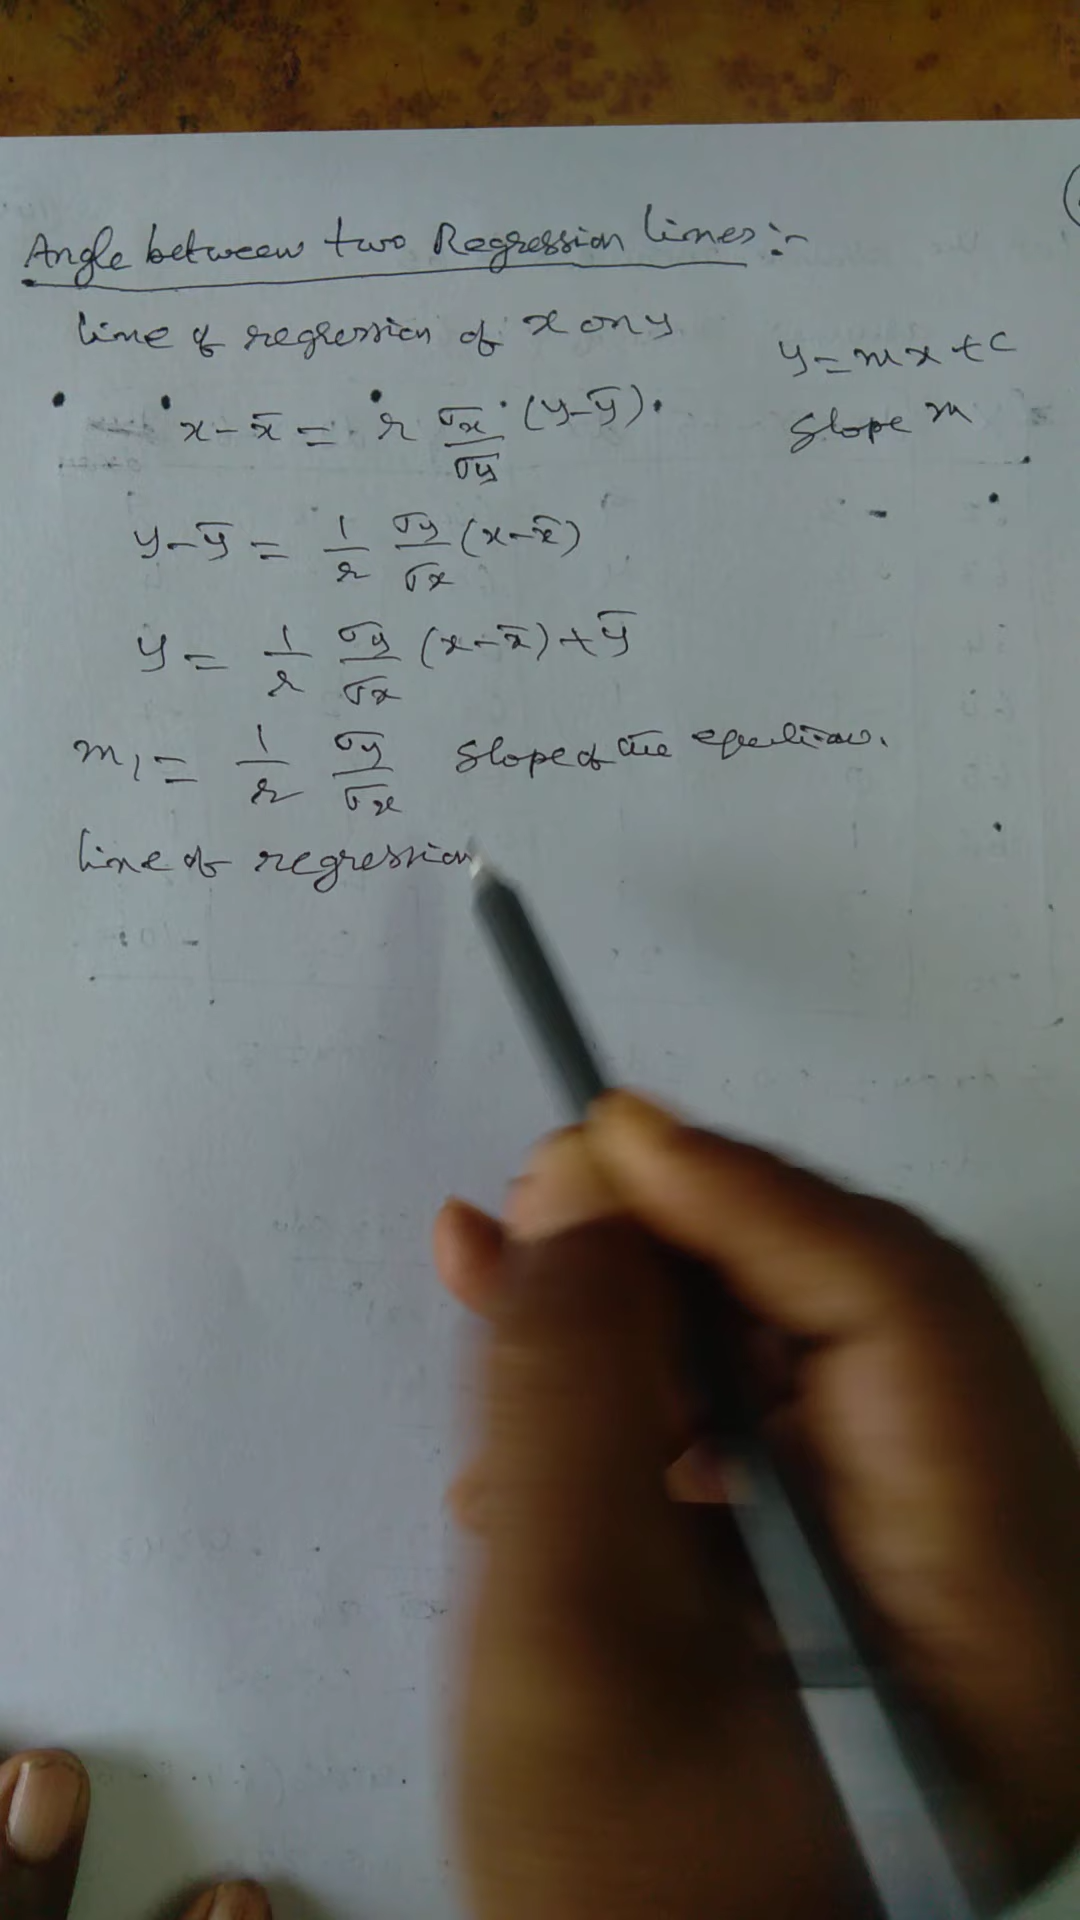 Angle between two Regression lines:-
line of regression of x on y
y = mx + c
x - x̄ = r σx/σy (y - ȳ)
slope m
y - ȳ = 1/r σy/σx (x - x̄)
y = 1/r σy/σx (x - x̄) + ȳ
m₁ = 1/r σy/σx slope of the equation.
line of regression